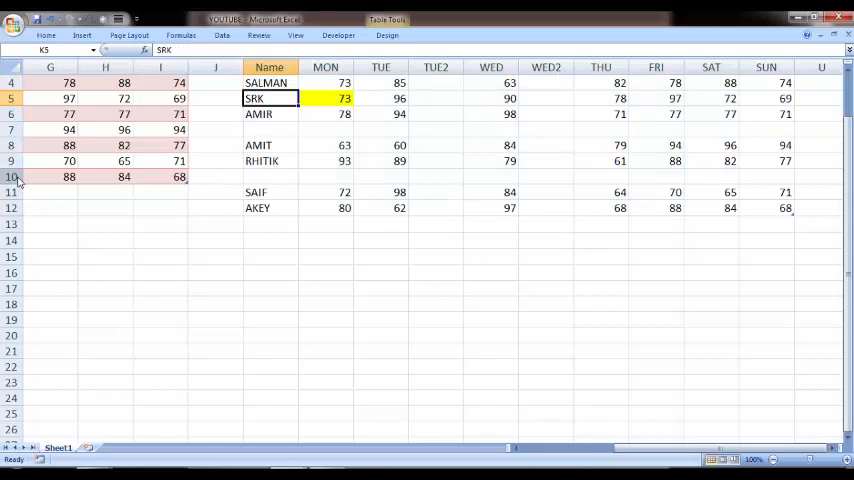 YOUTUBE - Microsoft Excel Table Tools
Home Insert Page Layout Formulas Data Review View Developer Design
K5 fx SRK
G H I J Name MON TUE TUE2 WED WED2 THU FRI SAT SUN U
4 78 88 74 SALMAN 73 85 63 82 78 88 74
5 97 72 69 SRK 73 96 90 78 97 72 69
6 77 77 71 AMIR 78 94 98 71 77 77 71
7 94 96 94
8 88 82 77 AMIT 63 60 84 79 94 96 94
9 70 65 71 RHITIK 93 89 79 61 88 82 77
10 88 84 68
11 SAIF 72 98 84 64 70 65 71
12 AKEY 80 62 97 68 88 84 68
13
14
15
16
17
18
19
20
21
22
23
24
25
26
Sheet1
Ready 100%